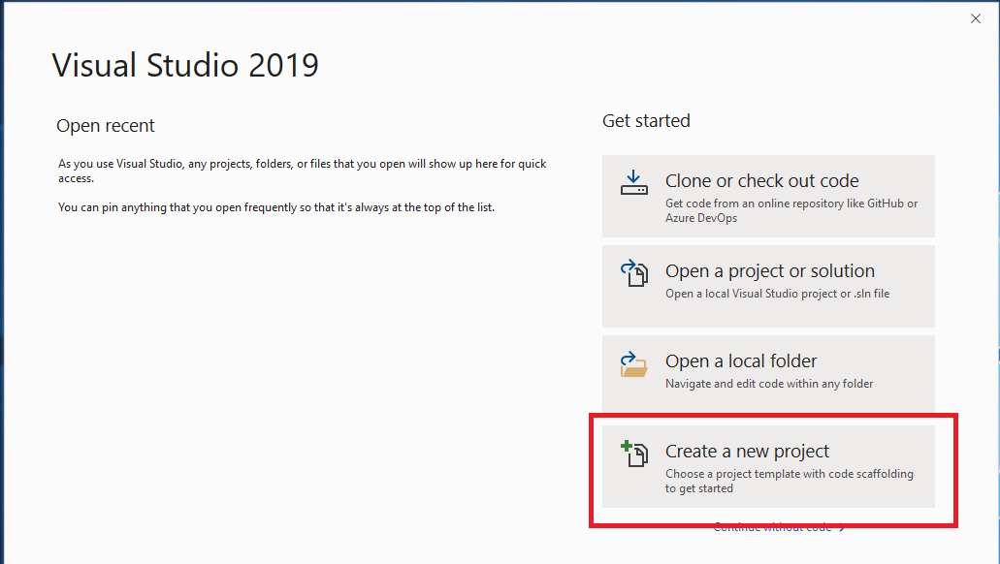 Visual Studio 2019
Open recent
As you use Visual Studio, any projects, folders, or files that you open will show up here for quick
access.
You can pin anything that you open frequently so that it's always at the top of the list.
Get started
Clone or check out code
Get code from an online repository like GitHub or
Azure DevOps
Open a project or solution
Open a local Visual Studio project or .sln file
Open a local folder
Navigate and edit code within any folder
Create a new project
Choose a project template with code scaffolding
to get started
Continue without code